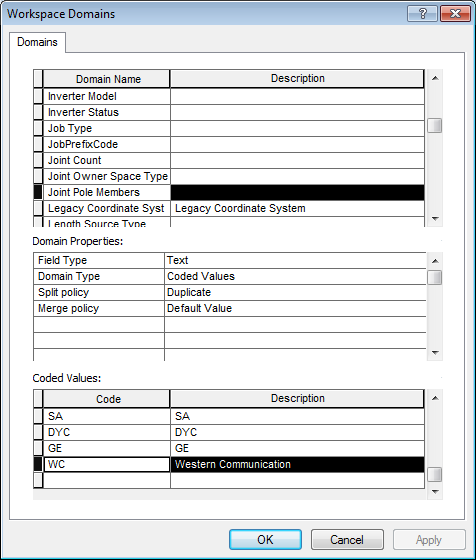 Workspace Domains
Domains
Domain Name Description
Inverter Model
Inverter Status
Job Type
JobPrefixCode
Joint Count
Joint Owner Space Type
Joint Pole Members
Legacy Coordinate Syst Legacy Coordinate System
Length Source Type
Domain Properties:
Field Type Text
Domain Type Coded Values
Split policy Duplicate
Merge policy Default Value
Coded Values:
Code Description
SA SA
DYC DYC
GE GE
WC Western Communication
OK Cancel Apply